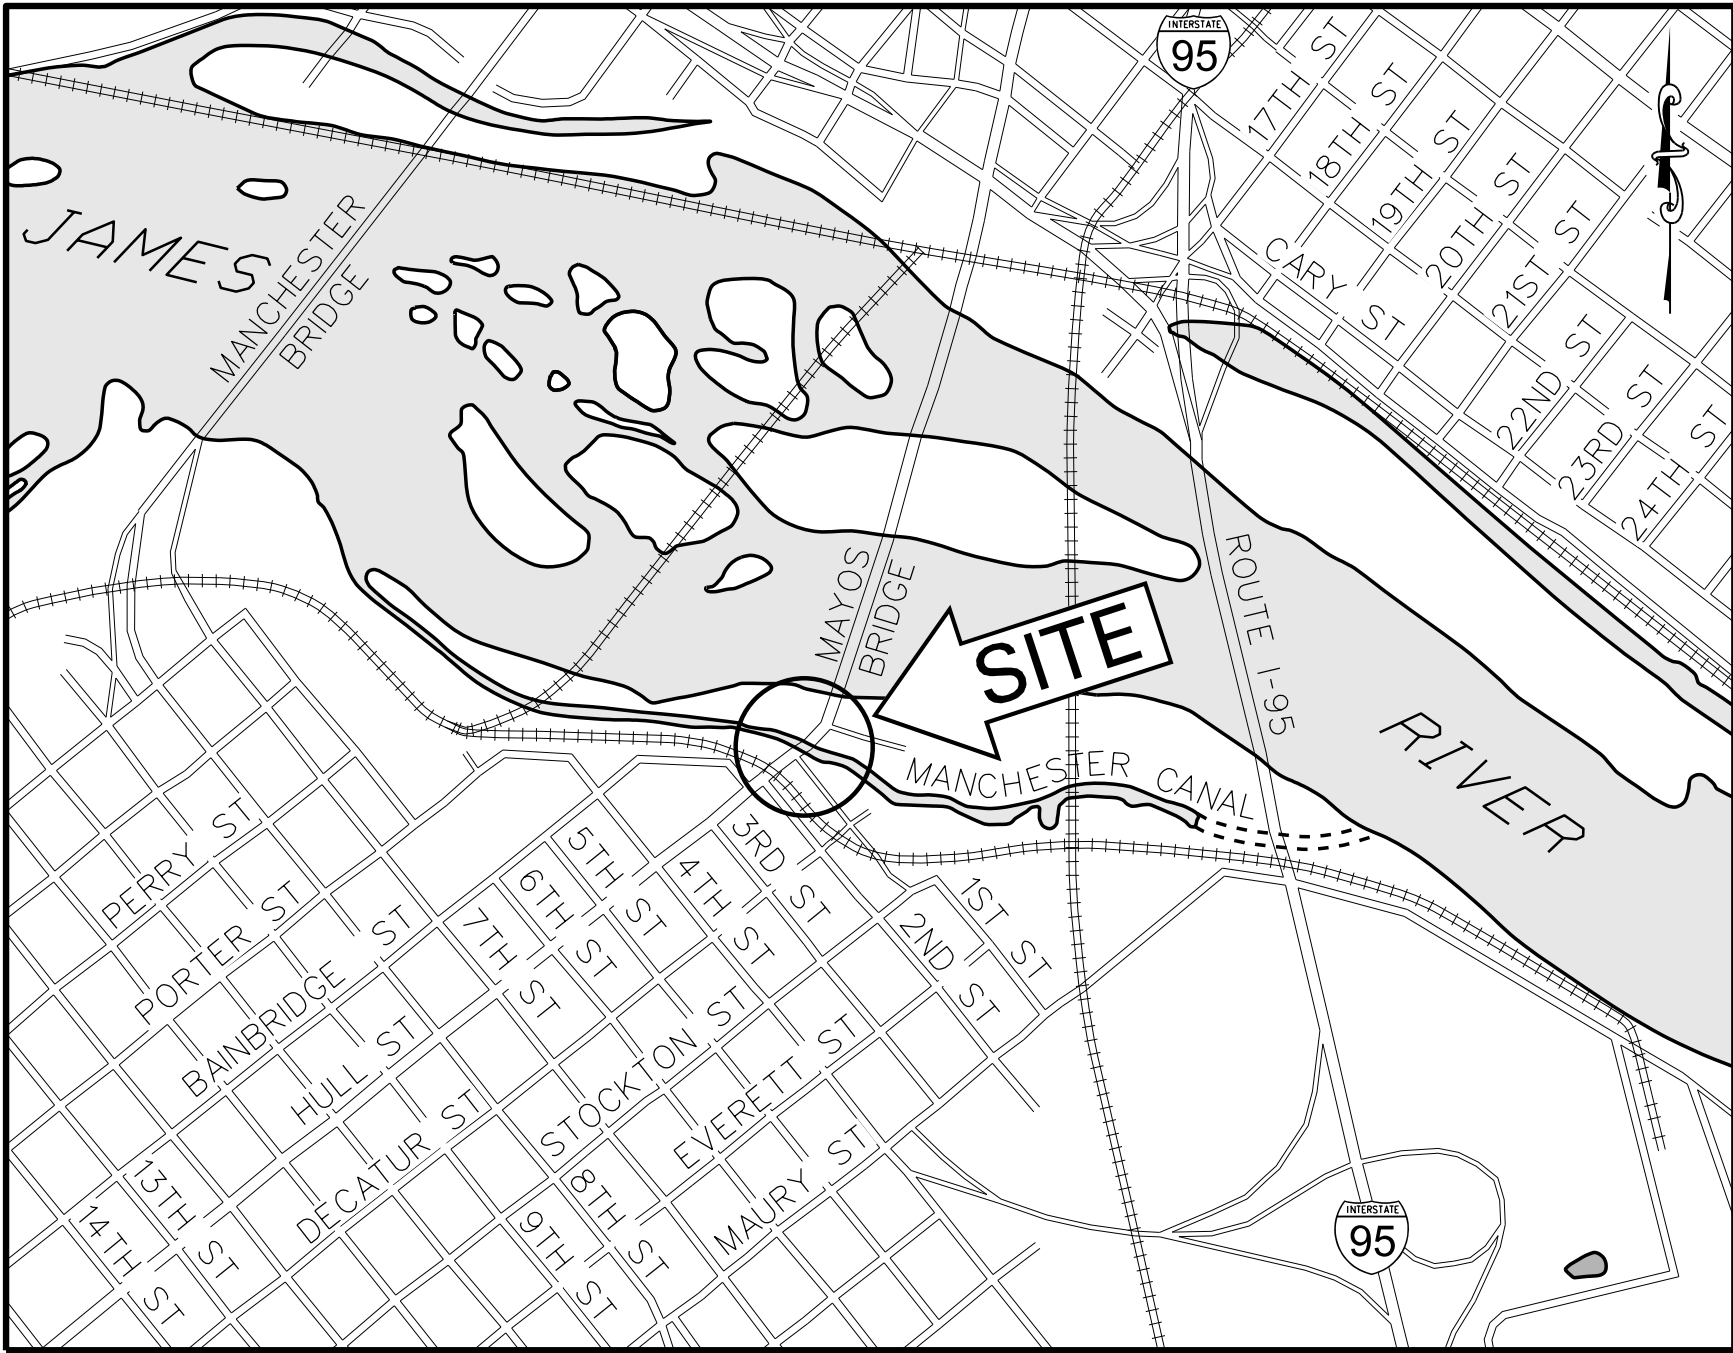 INTERSTATE
95
17TH ST
18TH ST
19TH ST
20TH ST
21ST ST
22ND ST
23RD ST
24TH ST
CARY ST
JAMES
MANCHESTER
BRIDGE
MAYOS
BRIDGE
SITE
ROUTE I-95
RIVER
MANCHESTER CANAL
PERRY ST
PORTER ST
BAINBRIDGE ST
HULL ST
DECATUR ST
STOCKTON ST
EVERETT ST
MAURY ST
1ST ST
2ND ST
3RD ST
4TH ST
5TH ST
6TH ST
7TH ST
8TH ST
9TH ST
13TH ST
14TH ST
INTERSTATE
95